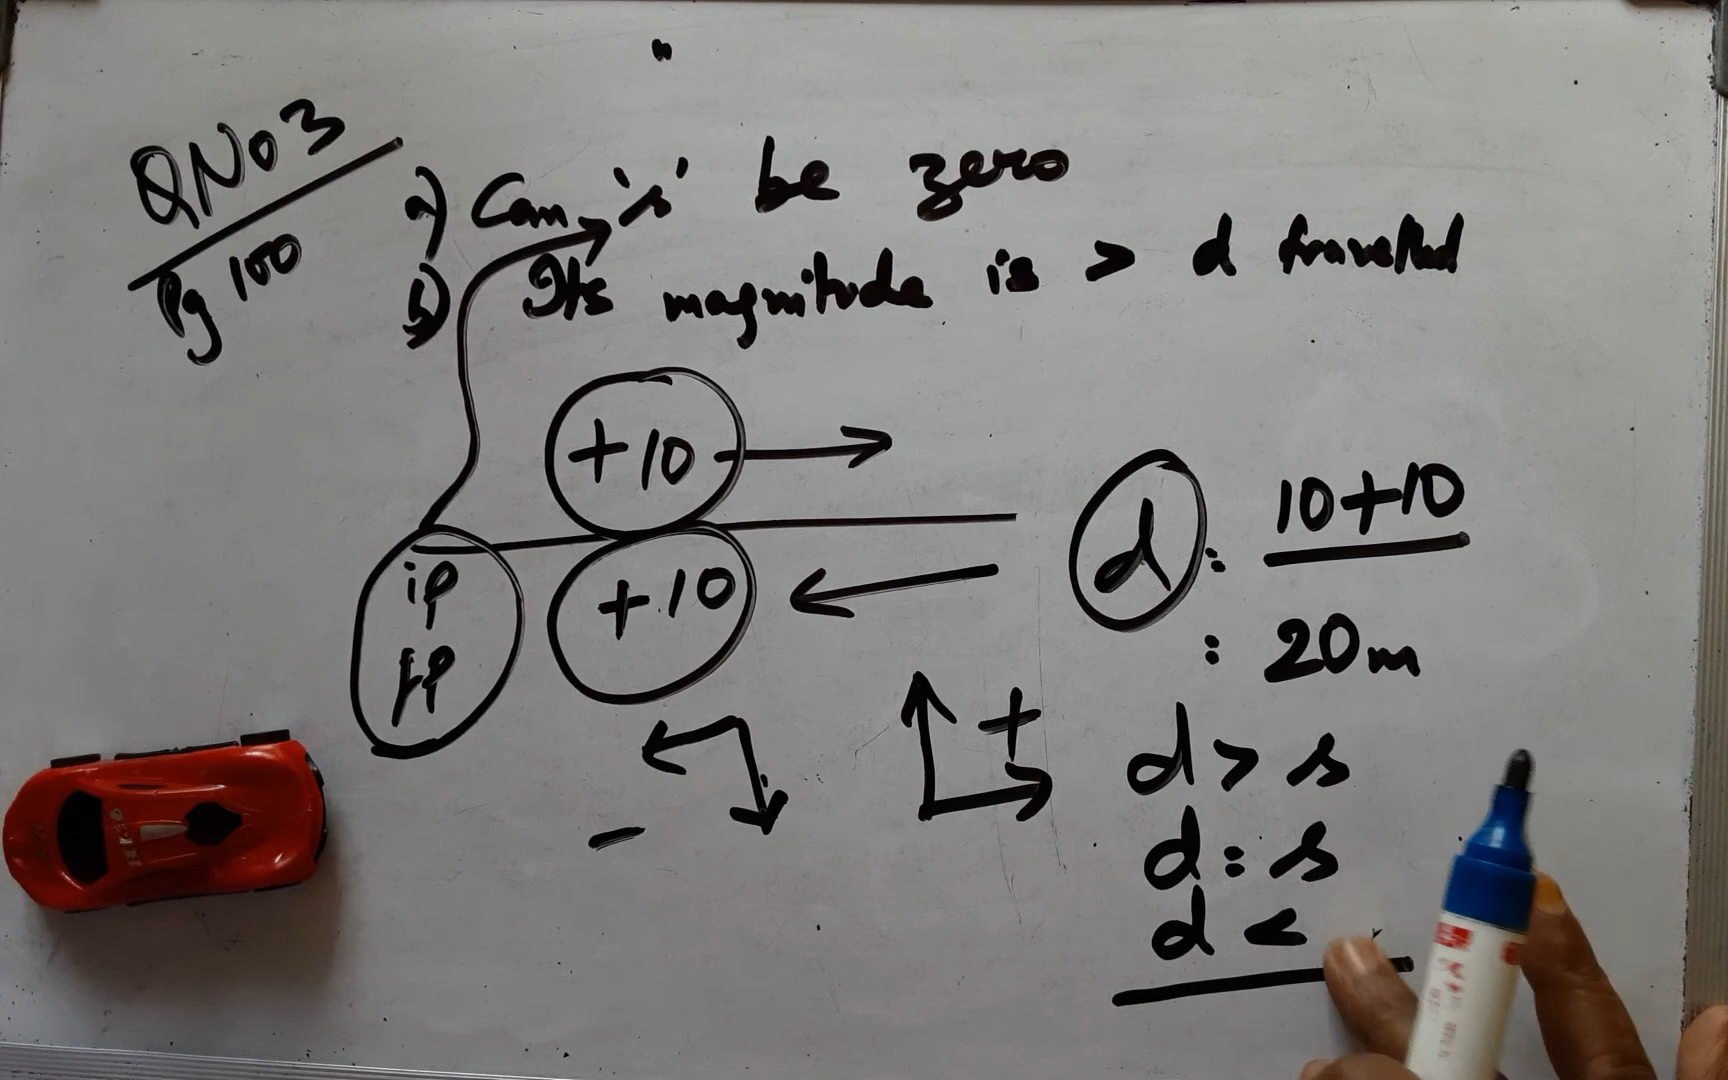 QNo3
Pg 100
a) Can 's' be zero
b) Its magnitude is > d travelled
+10
+10
ip
fp
d : 10+10
: 20m
+
-
d > s
d = s
d <